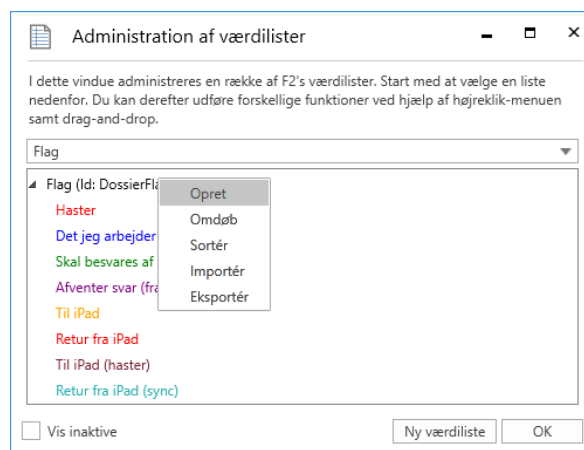 Administration af værdilister
I dette vindue administreres en række af F2's værdilister. Start med at vælge en liste
nedenfor. Du kan derefter udføre forskellige funktioner ved hjælp af højreklik-menuen
samt drag-and-drop.
Flag
Flag (Id: DossierFla
Opret
Haster
Omdøb
Det jeg arbejder
Sortér
Skal besvares af
Importér
Afventer svar (fra
Eksportér
Til iPad
Retur fra iPad
Til iPad (haster)
Retur fra iPad (sync)
Vis inaktive
Ny værdiliste
OK